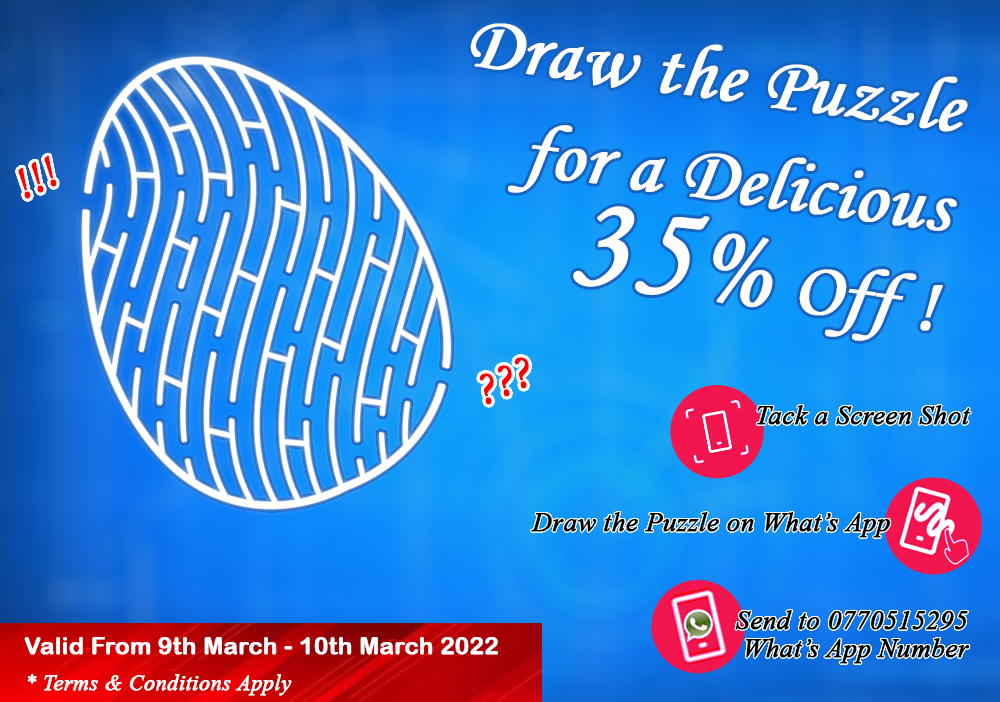 Draw the Puzzle
for a Delicious
35% Off !
!!!
???
Tack a Screen Shot
Draw the Puzzle on What's App
Send to 0770515295
What's App Number
Valid From 9th March - 10th March 2022
* Terms & Conditions Apply